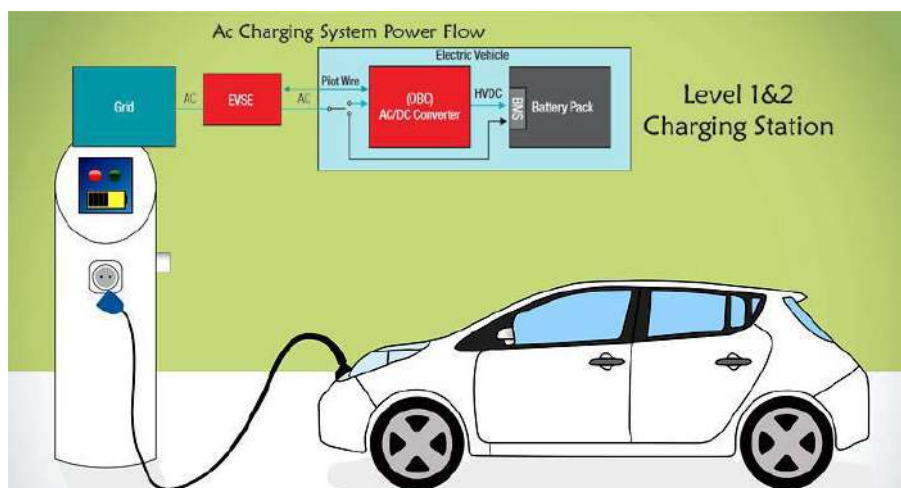 Ac Charging System Power Flow
Electric Vehicle
Grid
AC
EVSE
Pilot Wire
AC
(OBC)
AC/DC Converter
HVDC
BMS
Battery Pack
Level 1&2
Charging Station